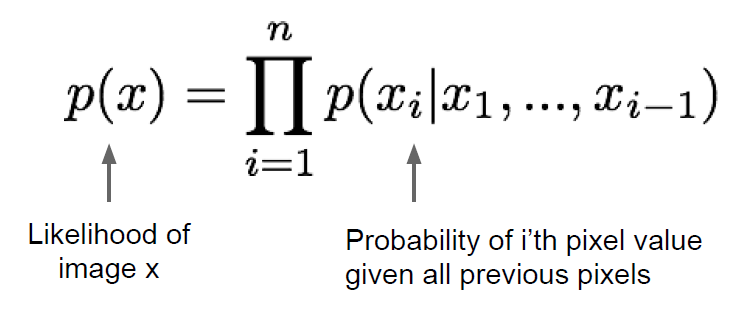 p(x) = ∏_{i=1}^{n} p(x_i|x_1, ..., x_{i−1})
Likelihood of
image x
Probability of i'th pixel value
given all previous pixels